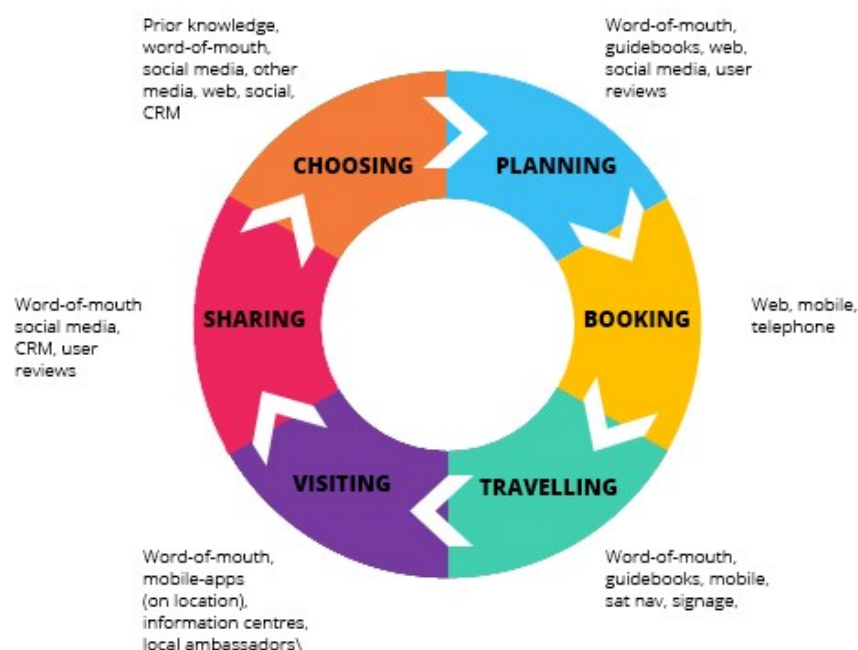 Prior knowledge,
word-of-mouth,
social media, other
media, web, social,
CRM
Word-of-mouth,
guidebooks, web,
social media, user
reviews
CHOOSING
PLANNING
Word-of-mouth
social media,
CRM, user
reviews
SHARING
BOOKING
Web, mobile,
telephone
VISITING
TRAVELLING
Word-of-mouth,
mobile-apps
(on location),
information centres,
local ambassadors\
Word-of-mouth,
guidebooks, mobile,
sat nav, signage,